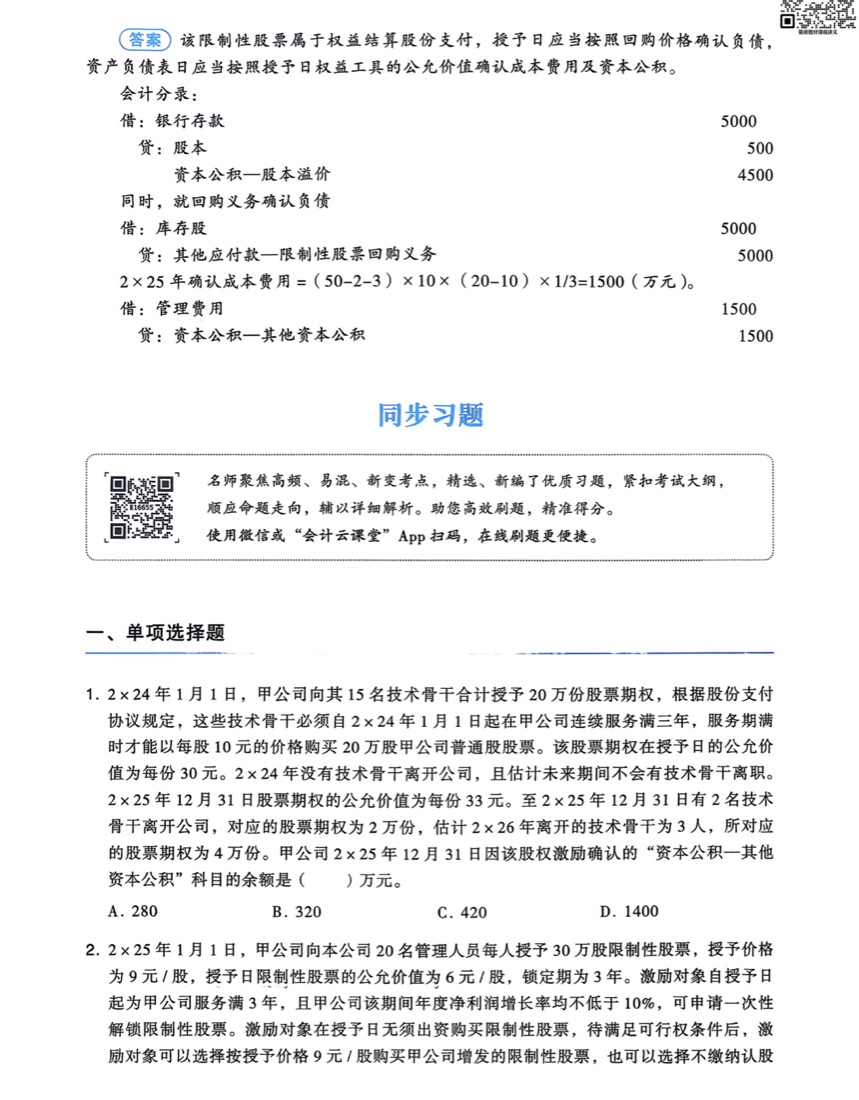 答案 该限制性股票属于权益结算股份支付，授予日应当按照回购价格确认负债，
资产负债表日应当按照授予日权益工具的公允价值确认成本费用及资本公积。
会计分录：
借：银行存款 5000
贷：股本 500
资本公积—股本溢价 4500
同时，就回购义务确认负债
借：库存股 5000
贷：其他应付款—限制性股票回购义务 5000
2×25 年确认成本费用 =（50-2-3）×10×（20-10）×1/3=1500（万元）。
借：管理费用 1500
贷：资本公积—其他资本公积 1500
同步习题
名师聚焦高频、易混、新变考点，精选、新编了优质习题，紧扣考试大纲，
顺应命题走向，辅以详细解析。助您高效刷题，精准得分。
使用微信或“会计云课堂”App 扫码，在线刷题更便捷。
一、单项选择题
1. 2×24 年 1 月 1 日，甲公司向其 15 名技术骨干合计授予 20 万份股票期权，根据股份支付
协议规定，这些技术骨干必须自 2×24 年 1 月 1 日起在甲公司连续服务满三年，服务期满
时才能以每股 10 元的价格购买 20 万股甲公司普通股股票。该股票期权在授予日的公允价
值为每份 30 元。2×24 年没有技术骨干离开公司，且估计未来期间不会有技术骨干离职。
2×25 年 12 月 31 日股票期权的公允价值为每份 33 元。至 2×25 年 12 月 31 日有 2 名技术
骨干离开公司，对应的股票期权为 2 万份，估计 2×26 年离开的技术骨干为 3 人，所对应
的股票期权为 4 万份。甲公司 2×25 年 12 月 31 日因该股权激励确认的“资本公积—其他
资本公积”科目的余额是（　　）万元。
A. 280 B. 320 C. 420 D. 1400
2. 2×25 年 1 月 1 日，甲公司向本公司 20 名管理人员每人授予 30 万股限制性股票，授予价格
为 9 元 / 股，授予日限制性股票的公允价值为 6 元 / 股，锁定期为 3 年。激励对象自授予日
起为甲公司服务满 3 年，且甲公司该期间年度净利润增长率均不低于 10%，可申请一次性
解锁限制性股票。激励对象在授予日无须出资购买限制性股票，待满足可行权条件后，激
励对象可以选择按授予价格 9 元 / 股购买甲公司增发的限制性股票，也可以选择不缴纳认股